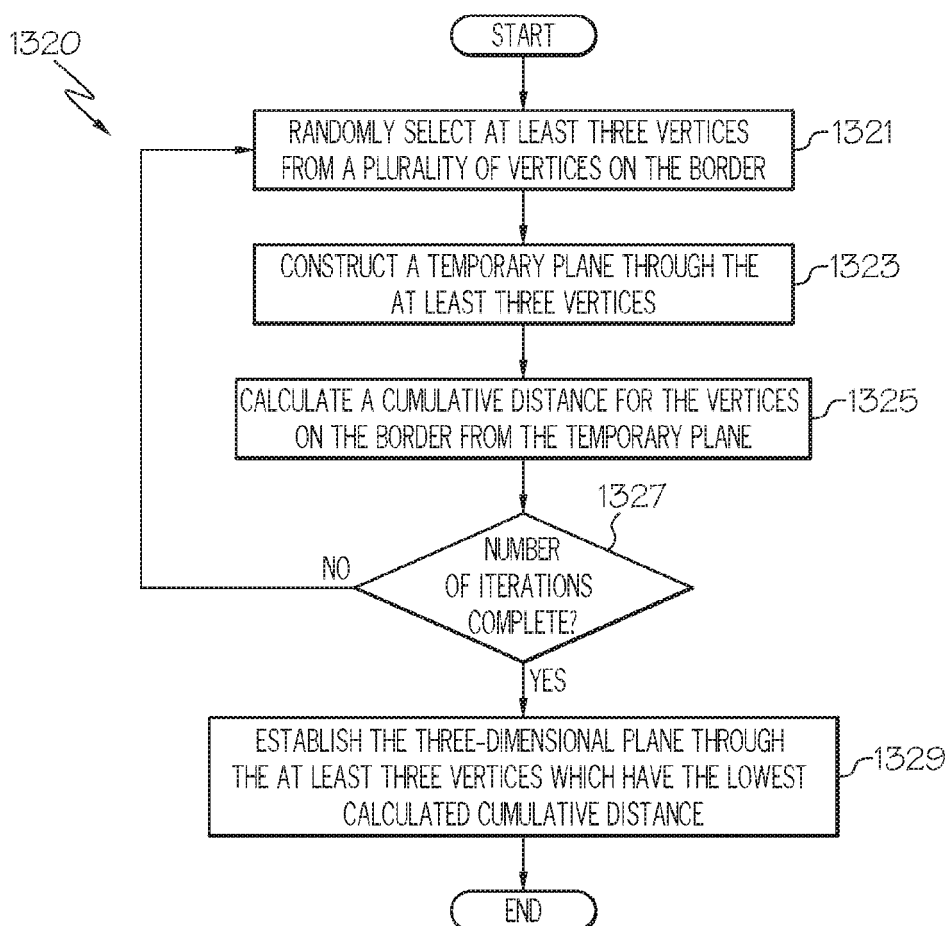 1320
START
RANDOMLY SELECT AT LEAST THREE VERTICES
FROM A PLURALITY OF VERTICES ON THE BORDER
1321
CONSTRUCT A TEMPORARY PLANE THROUGH THE
AT LEAST THREE VERTICES
1323
CALCULATE A CUMULATIVE DISTANCE FOR THE VERTICES
ON THE BORDER FROM THE TEMPORARY PLANE
1325
1327
NUMBER
OF ITERATIONS
COMPLETE?
NO
YES
ESTABLISH THE THREE-DIMENSIONAL PLANE THROUGH
THE AT LEAST THREE VERTICES WHICH HAVE THE LOWEST
CALCULATED CUMULATIVE DISTANCE
1329
END